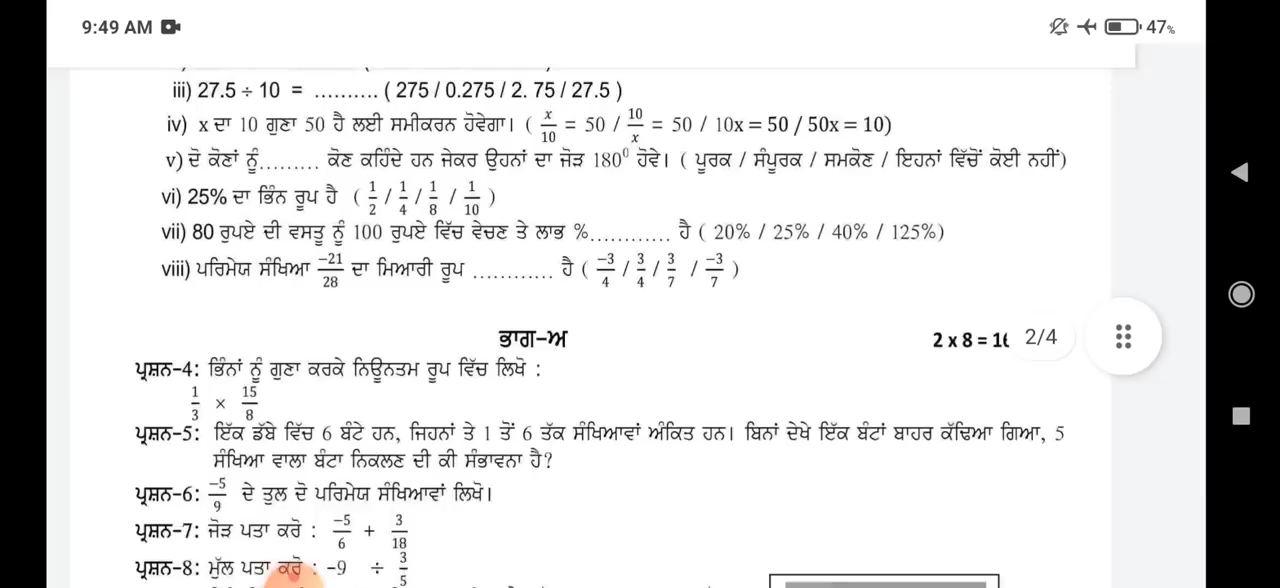 9:49 AM 47%
iii) 27.5 ÷ 10 = .......... ( 275 / 0.275 / 2. 75 / 27.5 )
iv) x ਦਾ 10 ਗੁਣਾ 50 ਹੈ ਲਈ ਸਮੀਕਰਨ ਹੋਵੇਗਾ। ( x/10 = 50 / 10/x = 50 / 10x = 50 / 50x = 10)
v) ਦੋ ਕੋਣਾਂ ਨੂੰ......... ਕੋਣ ਕਹਿੰਦੇ ਹਨ ਜੇਕਰ ਉਹਨਾਂ ਦਾ ਜੋੜ 180⁰ ਹੋਵੇ। ( ਪੂਰਕ / ਸੰਪੂਰਕ / ਸਮਕੋਣ / ਇਹਨਾਂ ਵਿੱਚੋਂ ਕੋਈ ਨਹੀਂ)
vi) 25% ਦਾ ਭਿੰਨ ਰੂਪ ਹੈ ( 1/2 / 1/4 / 1/8 / 1/10 )
vii) 80 ਰੁਪਏ ਦੀ ਵਸਤੂ ਨੂੰ 100 ਰੁਪਏ ਵਿੱਚ ਵੇਚਣ ਤੇ ਲਾਭ %............ ਹੈ ( 20% / 25% / 40% / 125%)
viii) ਪਰਿਮੇਯ ਸੰਖਿਆ -21/28 ਦਾ ਮਿਆਰੀ ਰੂਪ ............ ਹੈ ( -3/4 / 3/4 / 3/7 / -3/7 )
ਭਾਗ-ਅ 2 x 8 = 16 2/4
ਪ੍ਰਸ਼ਨ-4: ਭਿੰਨਾਂ ਨੂੰ ਗੁਣਾ ਕਰਕੇ ਨਿਊਨਤਮ ਰੂਪ ਵਿੱਚ ਲਿਖੋ :
1/3 × 15/8
ਪ੍ਰਸ਼ਨ-5: ਇੱਕ ਡੱਬੇ ਵਿੱਚ 6 ਬੰਟੇ ਹਨ, ਜਿਹਨਾਂ ਤੇ 1 ਤੋਂ 6 ਤੱਕ ਸੰਖਿਆਵਾਂ ਅੰਕਿਤ ਹਨ। ਬਿਨਾਂ ਦੇਖੇ ਇੱਕ ਬੰਟਾਂ ਬਾਹਰ ਕੱਢਿਆ ਗਿਆ, 5
ਸੰਖਿਆ ਵਾਲਾ ਬੰਟਾ ਨਿਕਲਣ ਦੀ ਕੀ ਸੰਭਾਵਨਾ ਹੈ?
ਪ੍ਰਸ਼ਨ-6: -5/9 ਦੇ ਤੁਲ ਦੋ ਪਰਿਮੇਯ ਸੰਖਿਆਵਾਂ ਲਿਖੋ।
ਪ੍ਰਸ਼ਨ-7: ਜੋੜ ਪਤਾ ਕਰੋ : -5/6 + 3/18
ਪ੍ਰਸ਼ਨ-8: ਮੁੱਲ ਪਤਾ ਕਰੋ : -9 ÷ 3/5